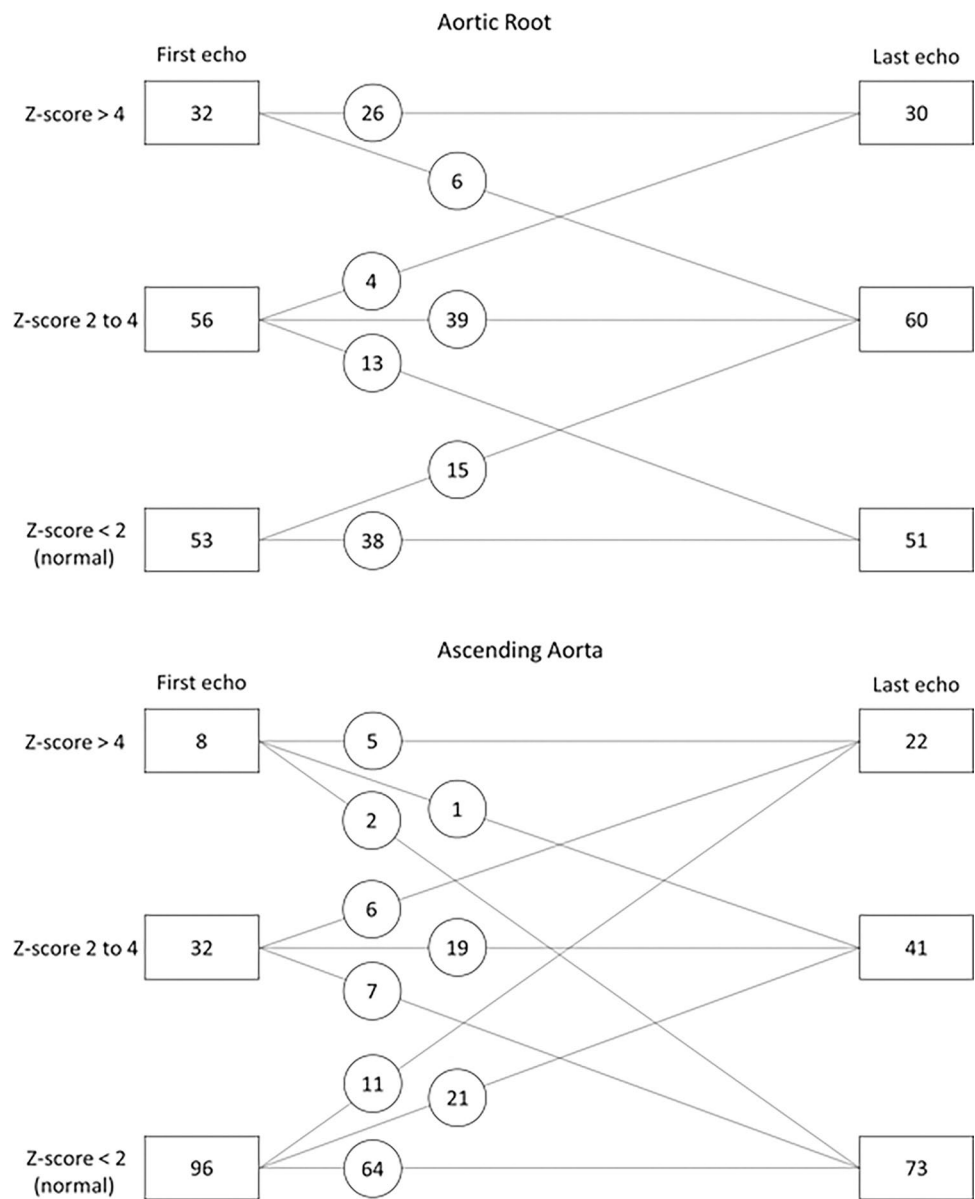 Aortic Root
First echo
Last echo
Z-score > 4
32
26
30
6
4
Z-score 2 to 4
56
39
60
13
15
Z-score < 2
(normal)
53
38
51
Ascending Aorta
First echo
Last echo
Z-score > 4
8
5
22
1
2
6
Z-score 2 to 4
32
19
41
7
11
21
Z-score < 2
(normal)
96
64
73